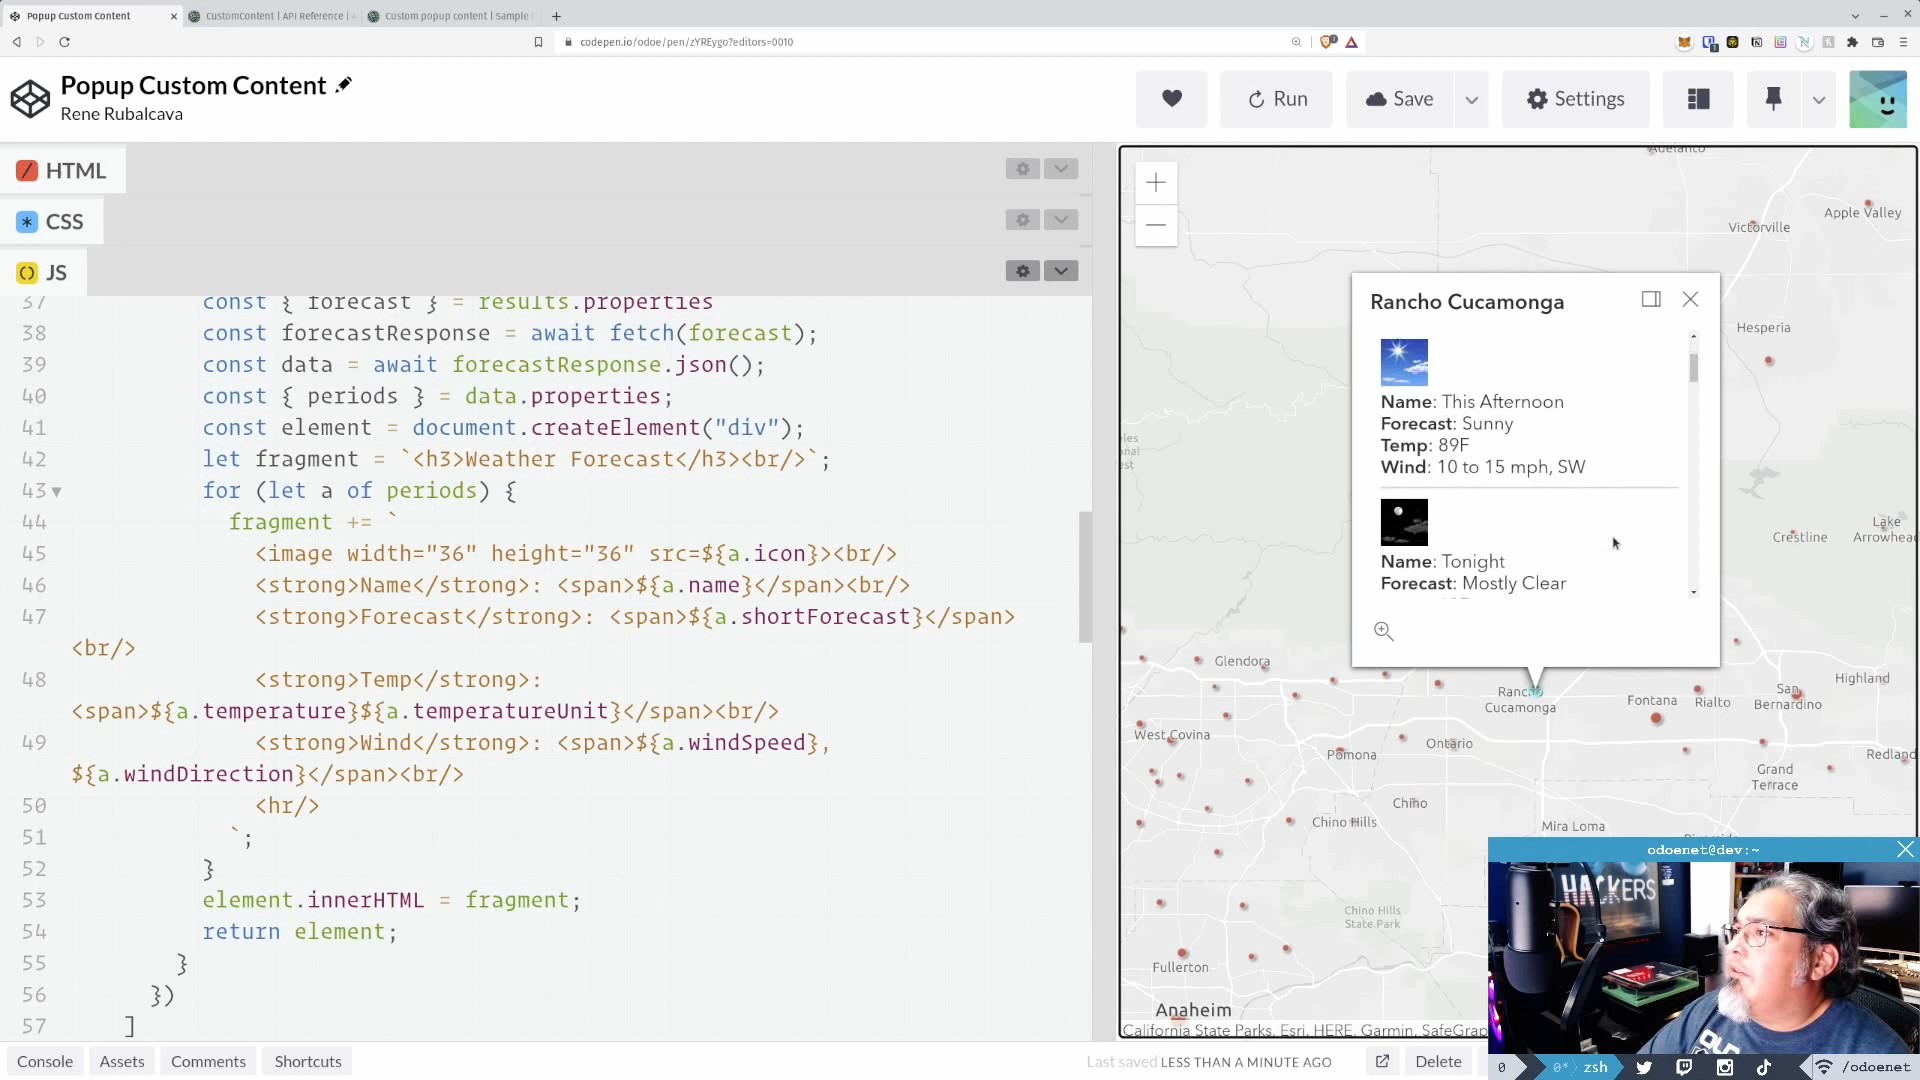 Popup Custom Content
CustomContent | API Reference |
Custom popup content | Sample
codepen.io/odoe/pen/zYREygo?editors=0010
Popup Custom Content
Rene Rubalcava
Run
Save
Settings
HTML
CSS
JS
37 const { forecast } = results.properties
38 const forecastResponse = await fetch(forecast);
39 const data = await forecastResponse.json();
40 const { periods } = data.properties;
41 const element = document.createElement("div");
42 let fragment = `<h3>Weather Forecast</h3><br/>`;
43 for (let a of periods) {
44 fragment += `
45 <image width="36" height="36" src=${a.icon}><br/>
46 <strong>Name</strong>: <span>${a.name}</span><br/>
47 <strong>Forecast</strong>: <span>${a.shortForecast}</span>
<br/>
48 <strong>Temp</strong>:
<span>${a.temperature}${a.temperatureUnit}</span><br/>
49 <strong>Wind</strong>: <span>${a.windSpeed},
${a.windDirection}</span><br/>
50 <hr/>
51 `;
52 }
53 element.innerHTML = fragment;
54 return element;
55 }
56 })
57 ]
Adelanto
Victorville
Apple Valley
Rancho Cucamonga
Name: This Afternoon
Forecast: Sunny
Temp: 89F
Wind: 10 to 15 mph, SW
Name: Tonight
Forecast: Mostly Clear
Hesperia
Crestline
Lake
Arrowhead
Glendora
Rancho
Cucamonga
Fontana
Rialto
San
Bernardino
Highland
West Covina
Pomona
Ontario
Redland
Grand
Terrace
Chino
Chino Hills
Mira Loma
Chino Hills
State Park
Fullerton
Anaheim
California State Parks, Esri, HERE, Garmin, SafeGrap
odoenet@dev:~
HACKERS
Console
Assets
Comments
Shortcuts
Last saved LESS THAN A MINUTE AGO
Delete
0
0* zsh
/odoenet